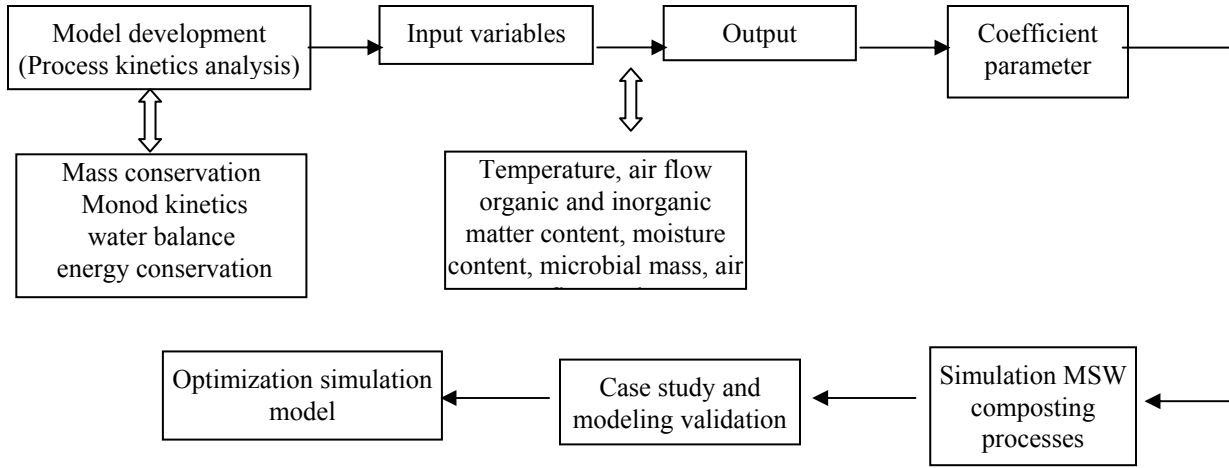 Model development
(Process kinetics analysis)
Input variables
Output
Coefficient
parameter
Mass conservation
Monod kinetics
water balance
energy conservation
Temperature, air flow
organic and inorganic
matter content, moisture
content, microbial mass, air
Optimization simulation
model
Case study and
modeling validation
Simulation MSW
composting
processes